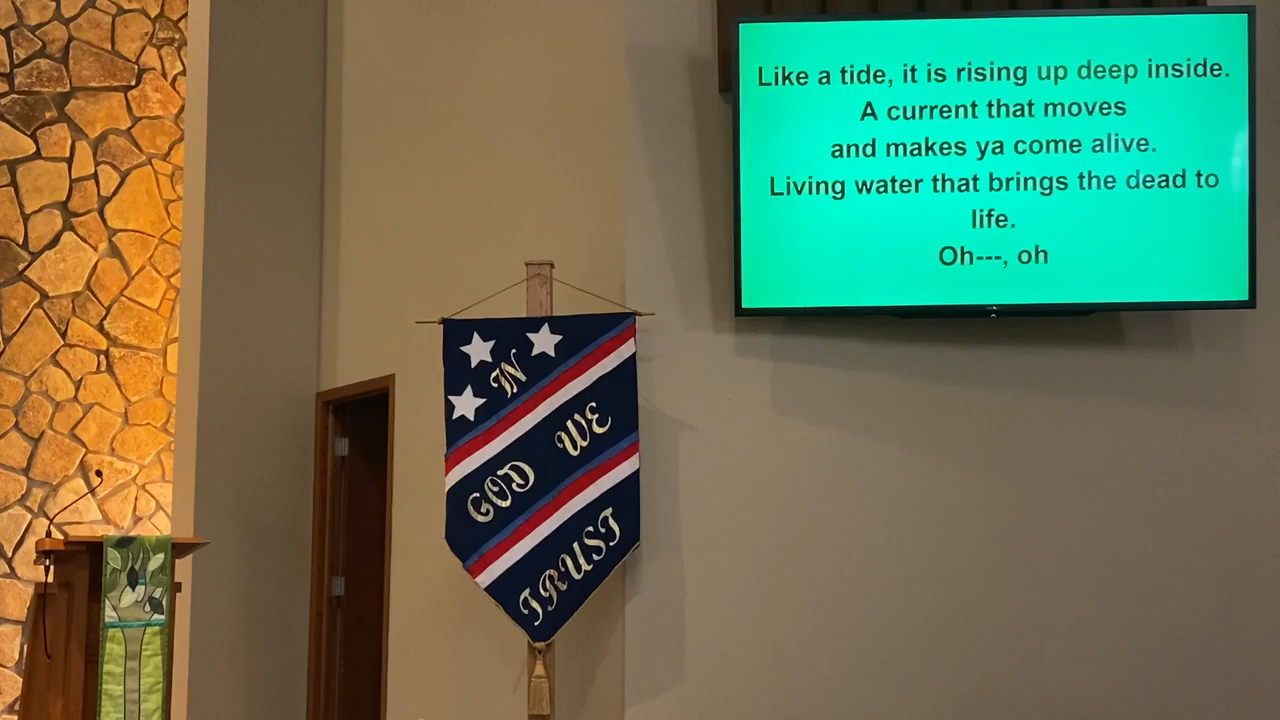 Like a tide, it is rising up deep inside.
A current that moves
and makes ya come alive.
Living water that brings the dead to
life.
Oh---, oh
IN
GOD WE
TRUST